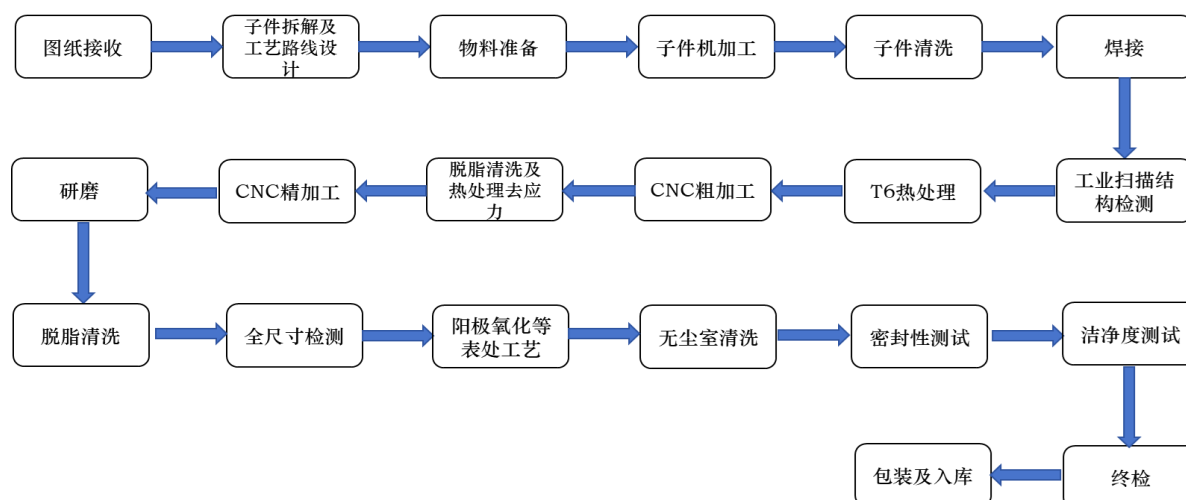 图纸接收
子件拆解及
工艺路线设
计
物料准备
子件机加工
子件清洗
焊接
工业扫描结
构检测
T6热处理
CNC粗加工
脱脂清洗及
热处理去应
力
CNC精加工
研磨
脱脂清洗
全尺寸检测
阳极氧化等
表处工艺
无尘室清洗
密封性测试
洁净度测试
终检
包装及入库